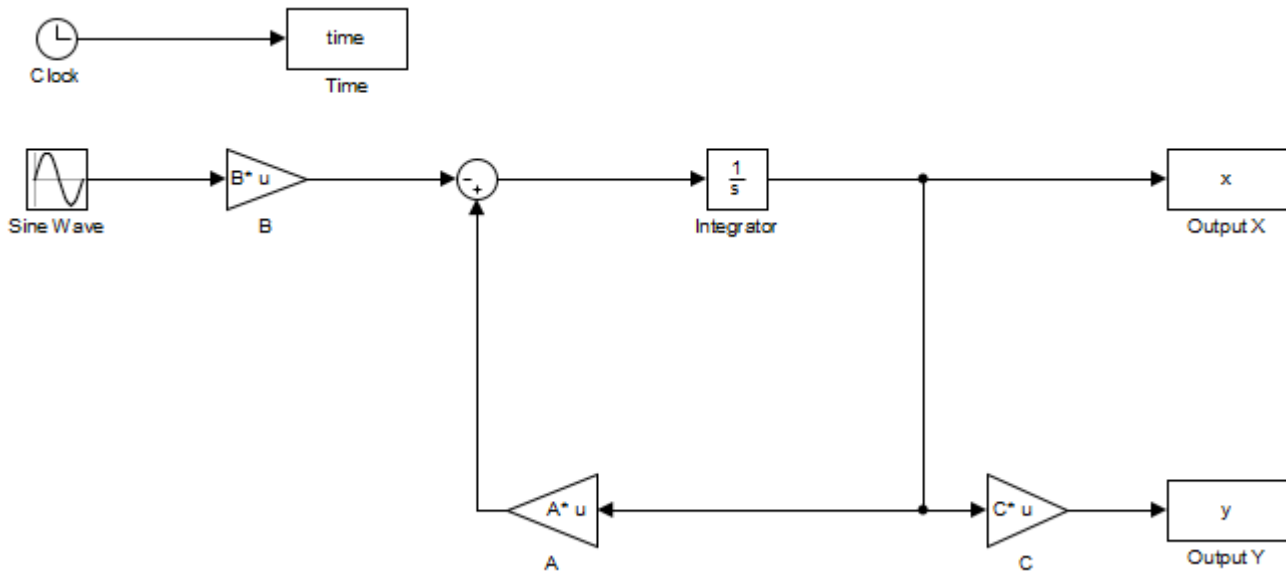 time
Clock
Time
B* u
- +
1
s
x
Sine Wave
B
Integrator
Output X
A* u
C* u
y
A
C
Output Y